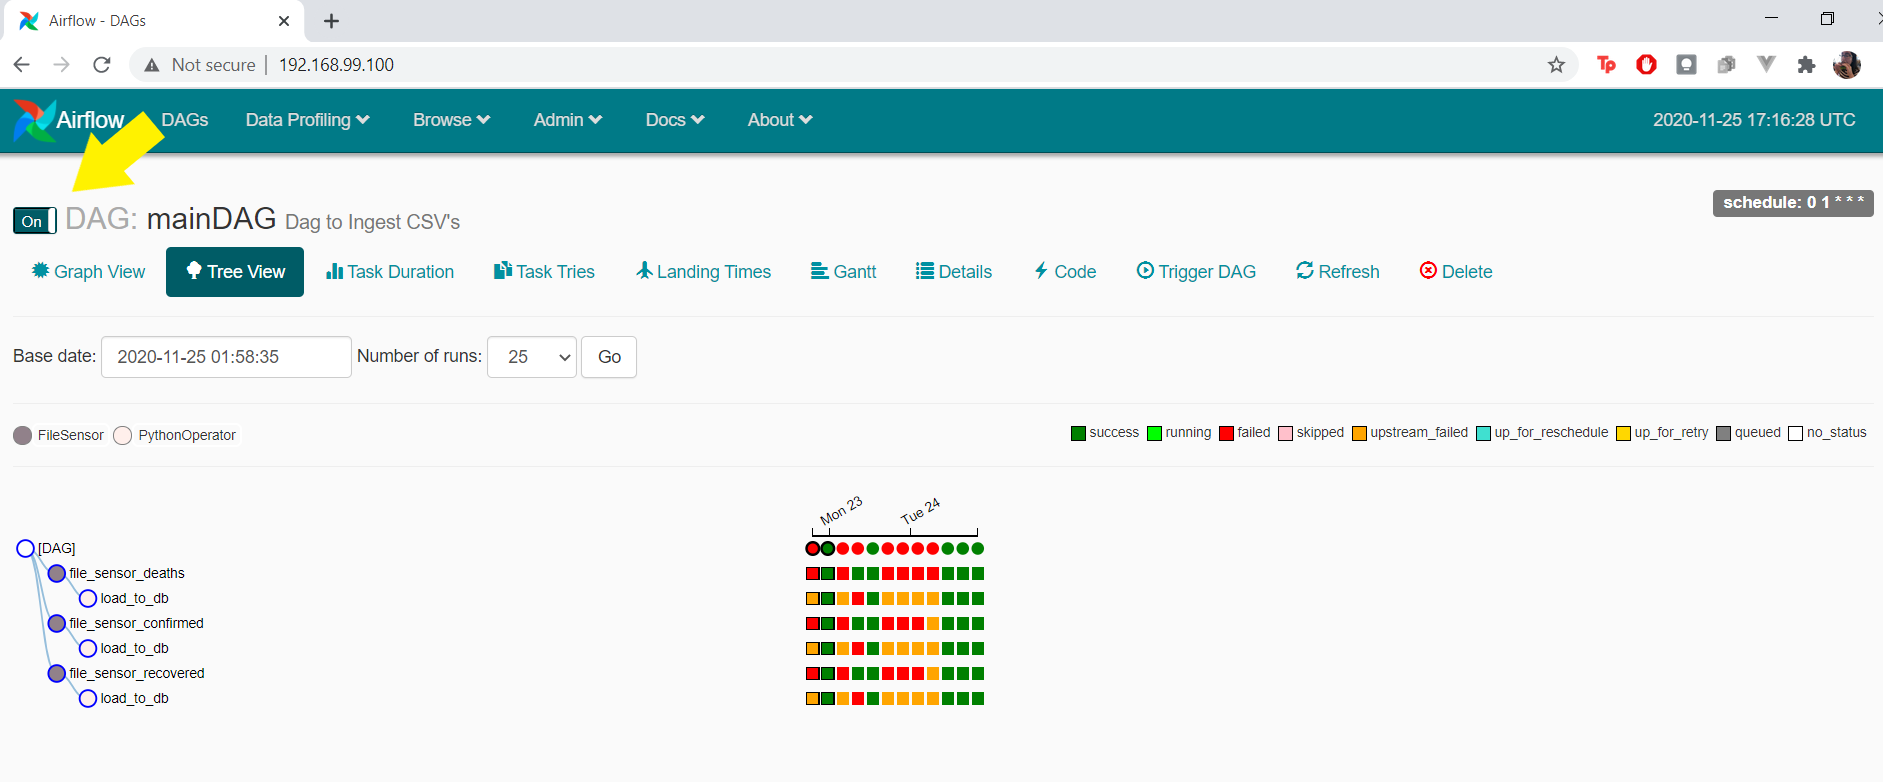 Airflow - DAGs
Not secure | 192.168.99.100
Airflow DAGs Data Profiling Browse Admin Docs About 2020-11-25 17:16:28 UTC
On DAG: mainDAG Dag to Ingest CSV's schedule: 0 1 * * *
Graph View Tree View Task Duration Task Tries Landing Times Gantt Details Code Trigger DAG Refresh Delete
Base date: 2020-11-25 01:58:35 Number of runs: 25 Go
FileSensor PythonOperator success running failed skipped upstream_failed up_for_reschedule up_for_retry queued no_status
Mon 23 Tue 24
[DAG]
file_sensor_deaths
load_to_db
file_sensor_confirmed
load_to_db
file_sensor_recovered
load_to_db